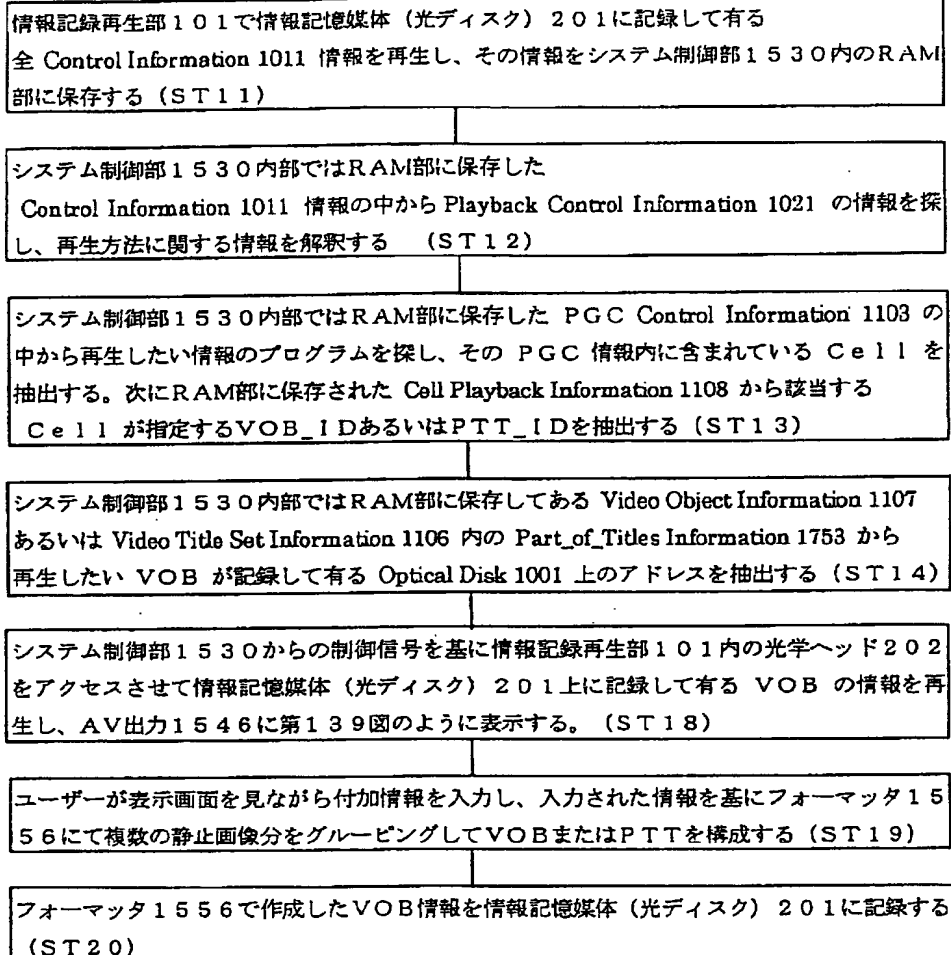 情報記録再生部１０１で情報記憶媒体（光ディスク）２０１に記録して有る
全 Control Information 1011 情報を再生し、その情報をシステム制御部１５３０内のＲＡＭ
部に保存する（ＳＴ１１）
システム制御部１５３０内部ではＲＡＭ部に保存した
Control Information 1011 情報の中から Playback Control Information 1021 の情報を探
し、再生方法に関する情報を解釈する （ＳＴ１２）
システム制御部１５３０内部ではＲＡＭ部に保存した ＰＧＣ Control Information 1103 の
中から再生したい情報のプログラムを探し、その PGC 情報内に含まれている Ｃｅｌｌ を
抽出する。次にＲＡＭ部に保存された Cell Playback Information 1108 から該当する
Ｃｅｌｌ が指定するＶＯＢ＿ＩＤあるいはＰＴＴ＿ＩＤを抽出する（ＳＴ１３）
システム制御部１５３０内部ではＲＡＭ部に保存してある Video Object Information 1107
あるいは Video Title Set Information 1106 内の Part_of_Titles Information 1753 から
再生したい VOB が記録して有る Optical Disk 1001 上のアドレスを抽出する（ＳＴ１４）
システム制御部１５３０からの制御信号を基に情報記録再生部１０１内の光学ヘッド２０２
をアクセスさせて情報記憶媒体（光ディスク）２０１上に記録して有る VOB の情報を再
生し、ＡＶ出力１５４６に第１３９図のように表示する。（ＳＴ１８）
ユーザーが表示画面を見ながら付加情報を入力し、入力された情報を基にフォーマッタ１５
５６にて複数の静止画像分をグルーピングしてＶＯＢまたはＰＴＴを構成する（ＳＴ１９）
フォーマッタ１５５６で作成したＶＯＢ情報を情報記憶媒体（光ディスク）２０１に記録する
（ＳＴ２０）